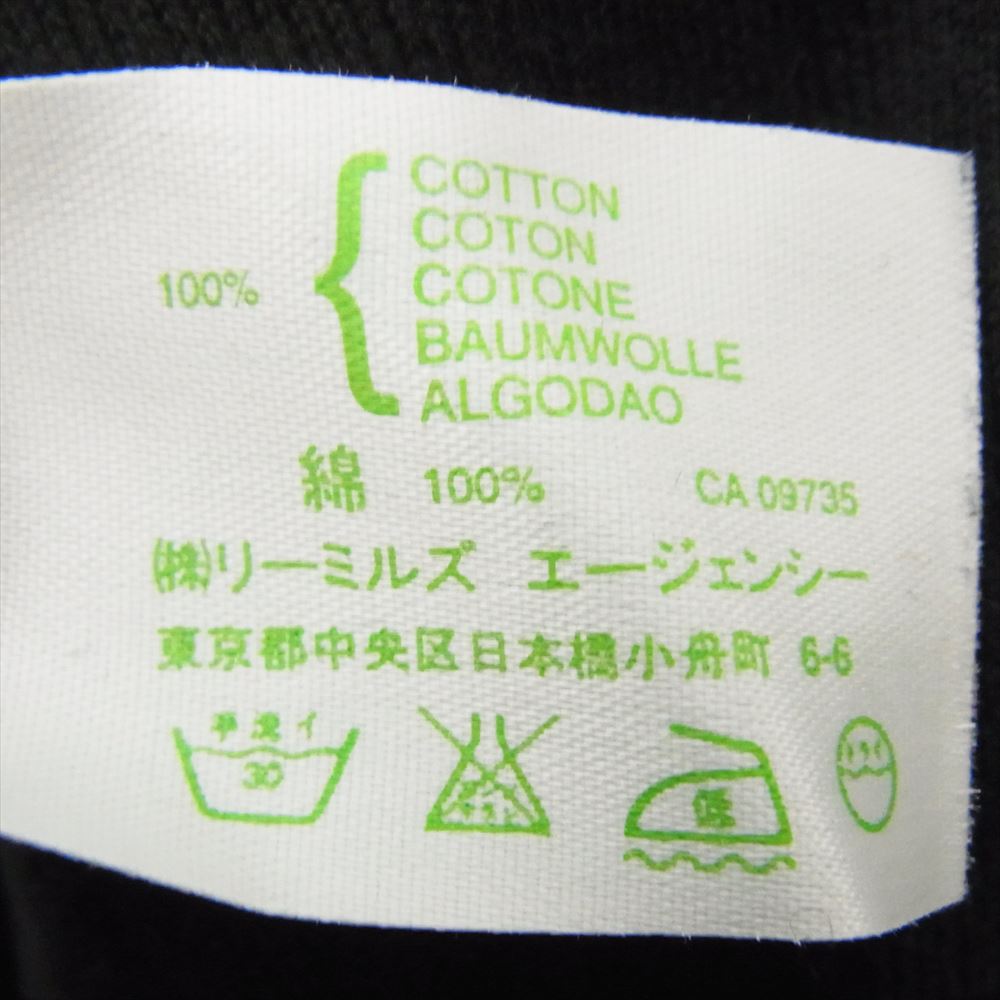 COTTON
COTON
COTONE
BAUMWOLLE
ALGODAO
100%
綿 100% CA 09735
㈱リーミルズ エージェンシー
東京都中央区日本橋小舟町 6-6
手洗イ
30
低